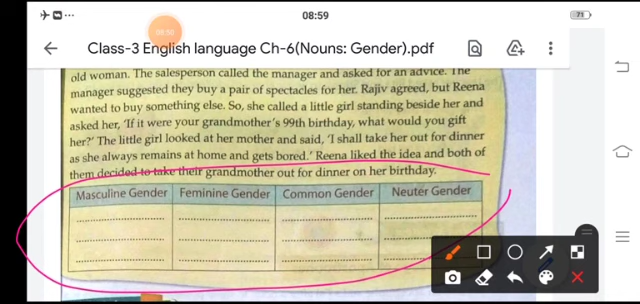 08:59
71
08:50
Class-3 English language Ch-6(Nouns: Gender).pdf
old woman. The salesperson called the manager and asked for an advice. The
manager suggested they buy a pair of spectacles for her. Rajiv agreed, but Reena
wanted to buy something else. So, she called a little girl standing beside her and
asked her, 'If it were your grandmother's 99th birthday, what would you gift
her?' The little girl looked at her mother and said, 'I shall take her out for dinner
as she always remains at home and gets bored.' Reena liked the idea and both of
them decided to take their grandmother out for dinner on her birthday.
Masculine Gender Feminine Gender Common Gender Neuter Gender